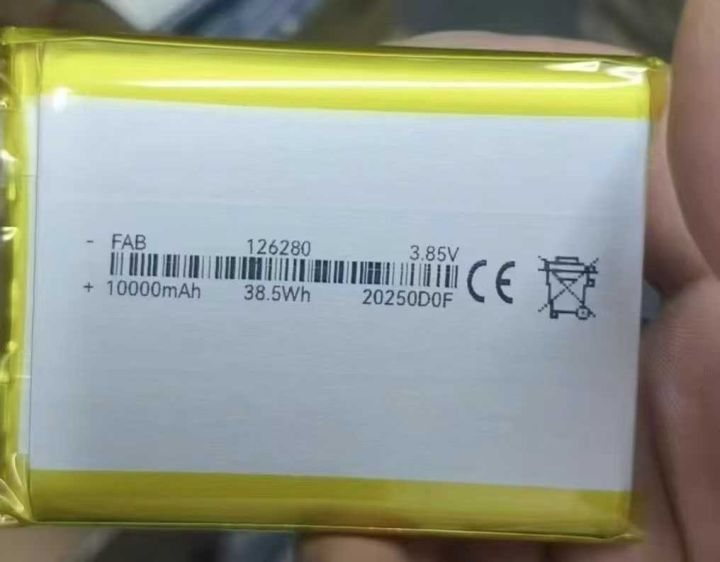 - FAB 126280 3.85V
+ 10000mAh 38.5Wh 20250D0F CE